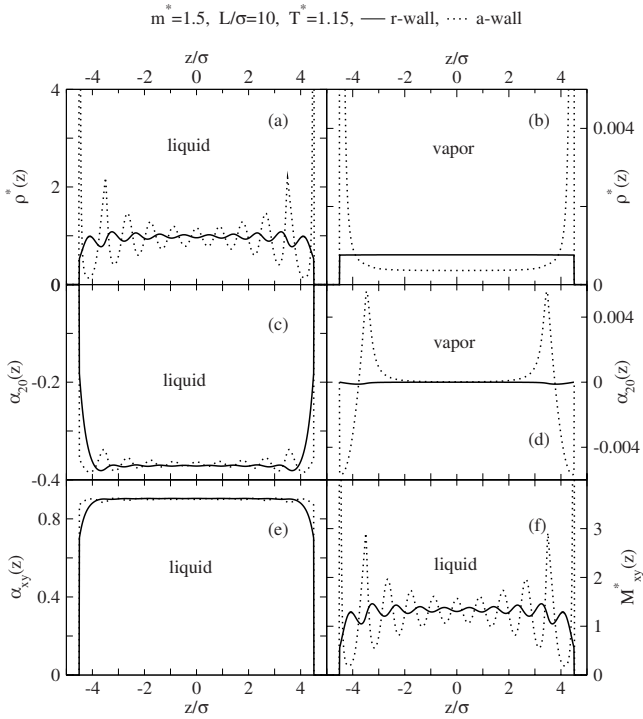 m*=1.5, L/σ=10, T*=1.15, — r-wall, ····· a-wall
z/σ z/σ
-4 -2 0 2 4 -4 -2 0 2 4
4 (a) (b)
liquid vapor 0.004
ρ*(z) 2 ρ*(z)
0 0
(c) vapor 0.004
α₂₀(z) -0.2 liquid 0 α₂₀(z)
(d) -0.004
-0.4
0.8 (e) (f) 3
α_xy(z) liquid liquid 2 M*_xy(z)
0.4 1
0 0
-4 -2 0 2 4 -4 -2 0 2 4
z/σ z/σ